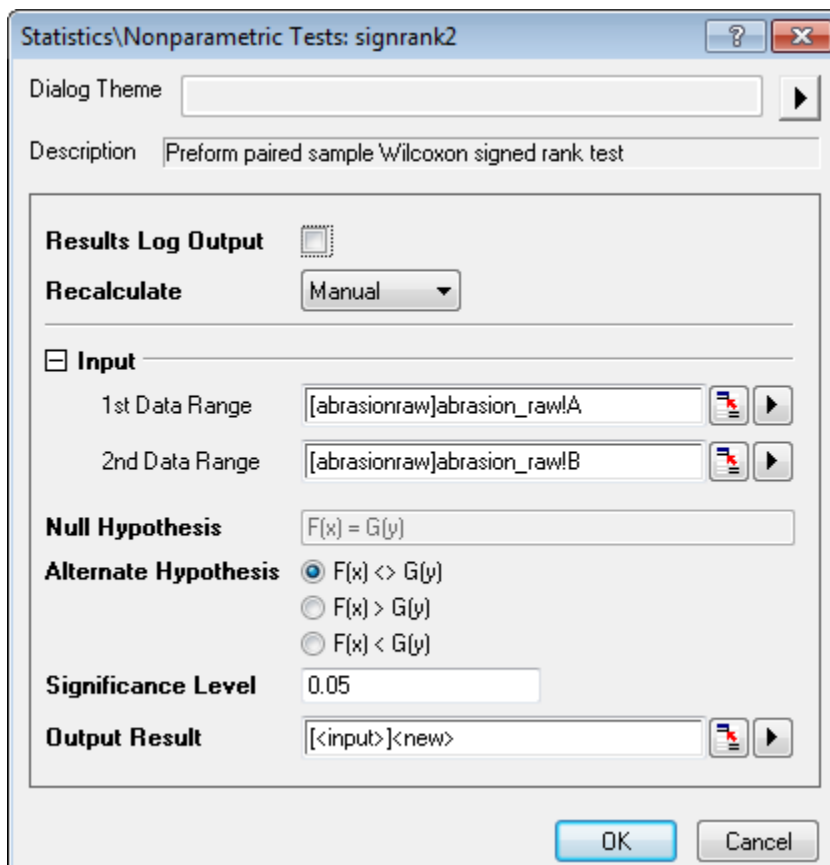 Statistics\Nonparametric Tests: signrank2
Dialog Theme
Description Preform paired sample Wilcoxon signed rank test
Results Log Output
Recalculate Manual
Input
1st Data Range [abrasionraw]abrasion_raw!A
2nd Data Range [abrasionraw]abrasion_raw!B
Null Hypothesis F(x) = G(y)
Alternate Hypothesis F(x) <> G(y)
F(x) > G(y)
F(x) < G(y)
Significance Level 0.05
Output Result [<input>]<new>
OK Cancel